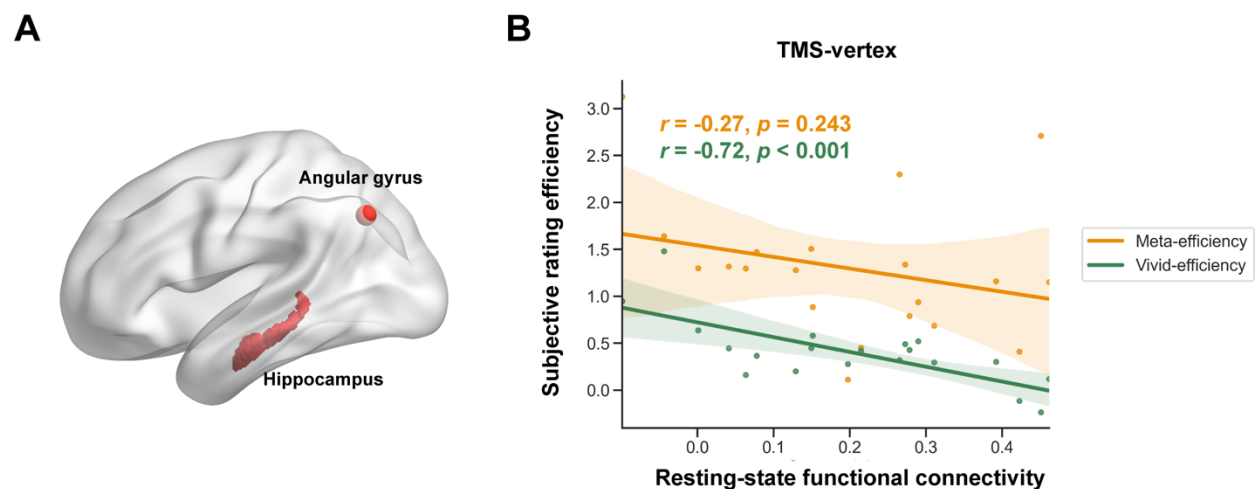 A
Angular gyrus
Hippocampus
B
TMS-vertex
Subjective rating efficiency
3.0
2.5
2.0
1.5
1.0
0.5
0.0
r = -0.27, p = 0.243
r = -0.72, p < 0.001
0.0 0.1 0.2 0.3 0.4
Resting-state functional connectivity
Meta-efficiency
Vivid-efficiency